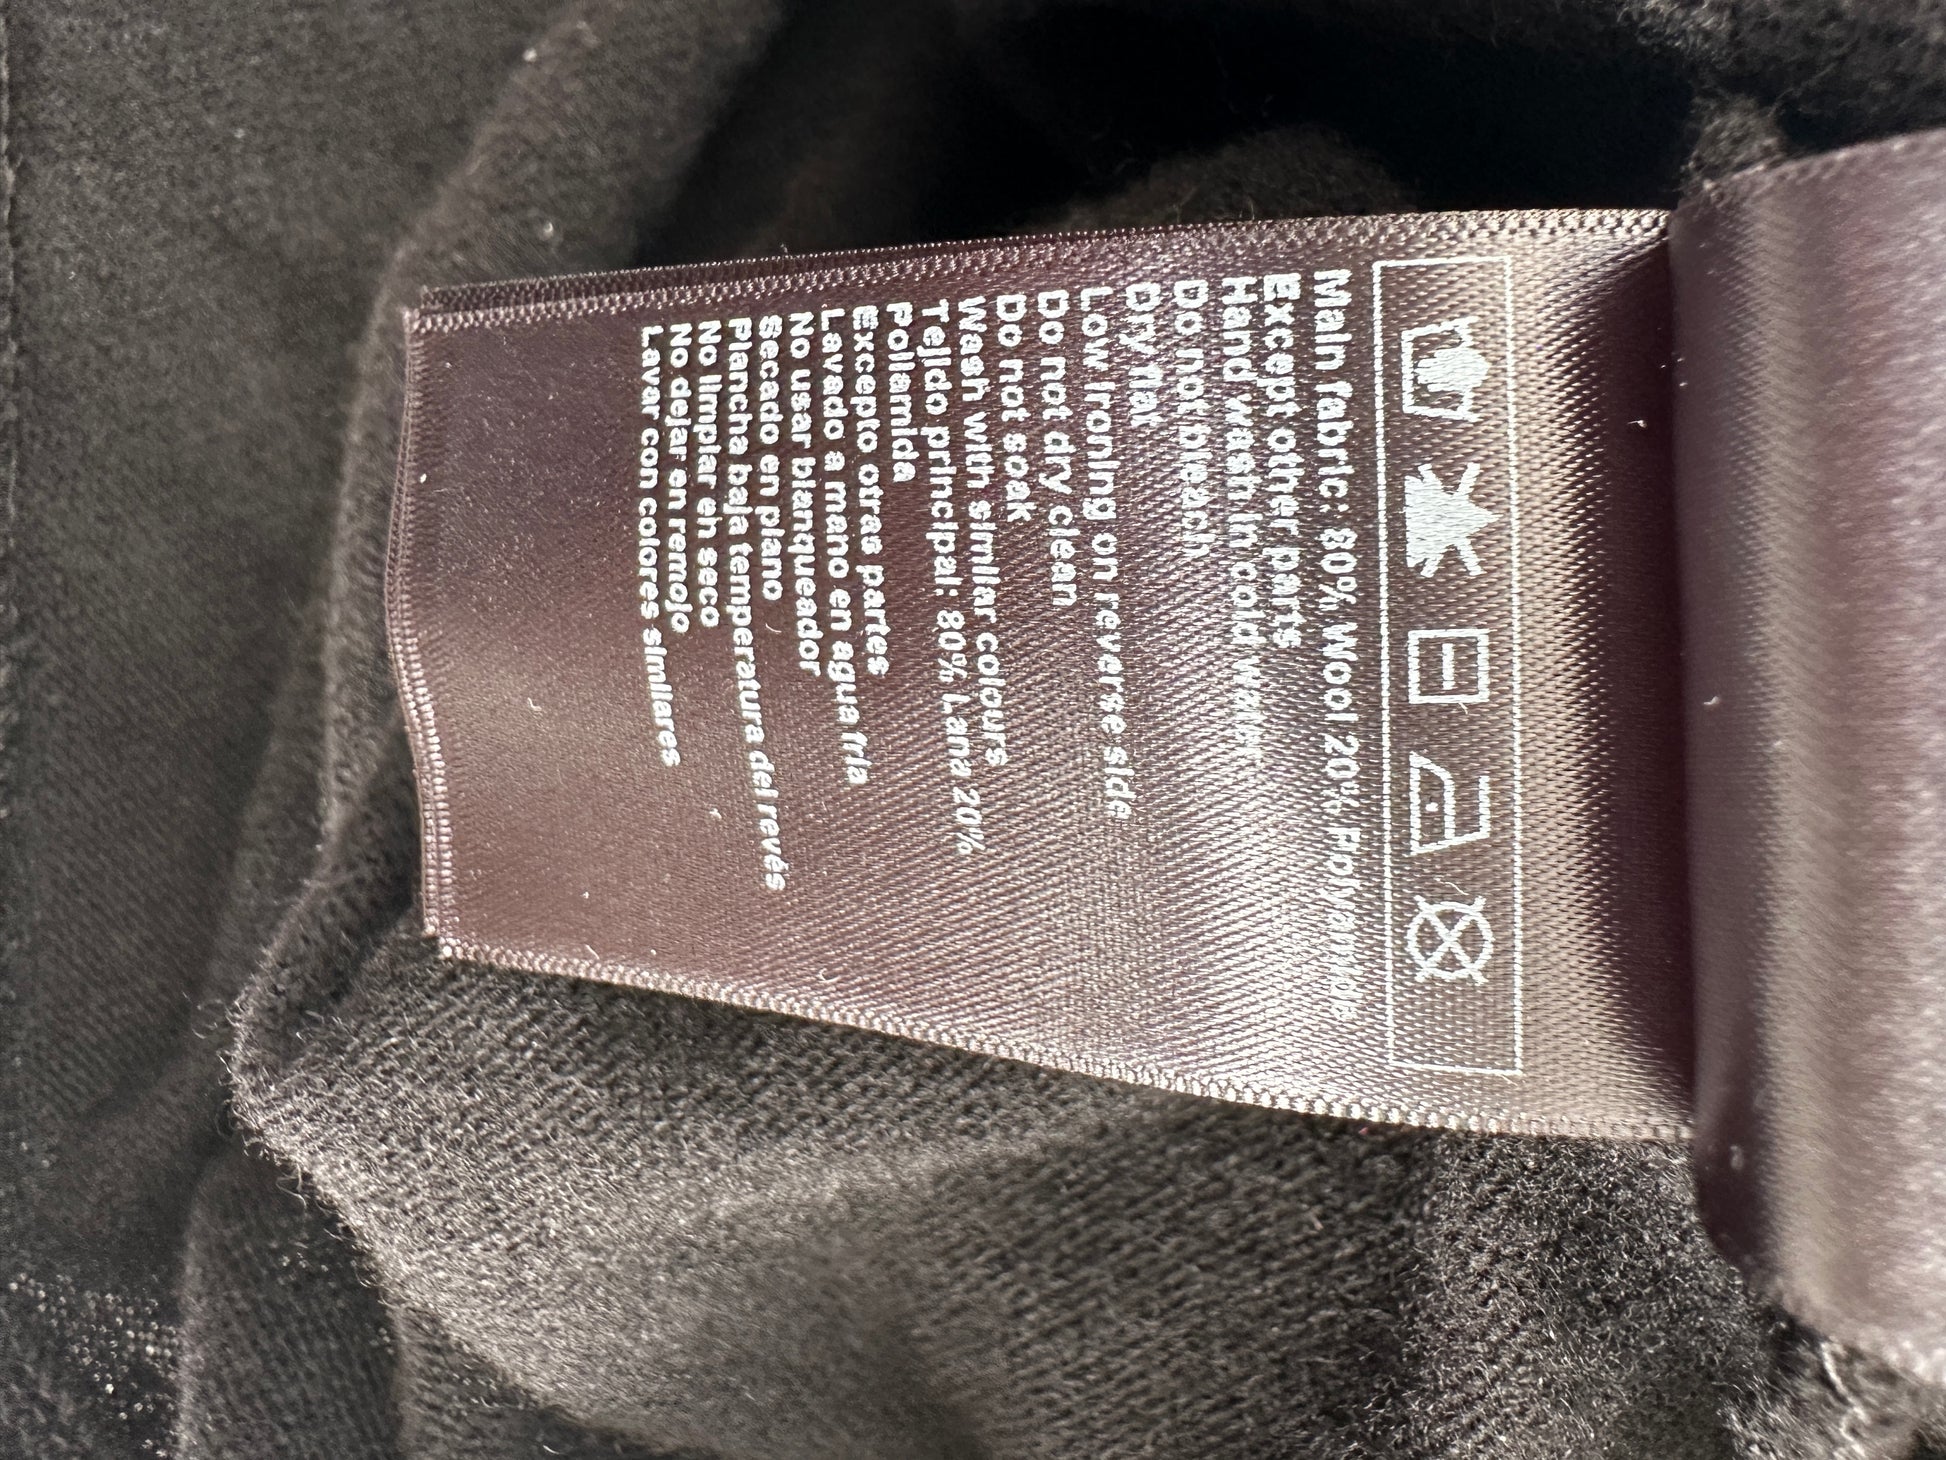 Main fabric: 80% Wool 20% Polyamide
Except other parts
Hand wash in cold water
Do not bleach
Dry flat
Low ironing on reverse side
Do not dry clean
Do not soak
Wash with similar colours
Tejido principal: 80% Lana 20%
Poliamida
Excepto otras partes
Lavado a mano en agua fría
No usar blanqueador
Secado en plano
Plancha baja temperatura del revés
No limpiar en seco
No dejar en remojo
Lavar con colores similares